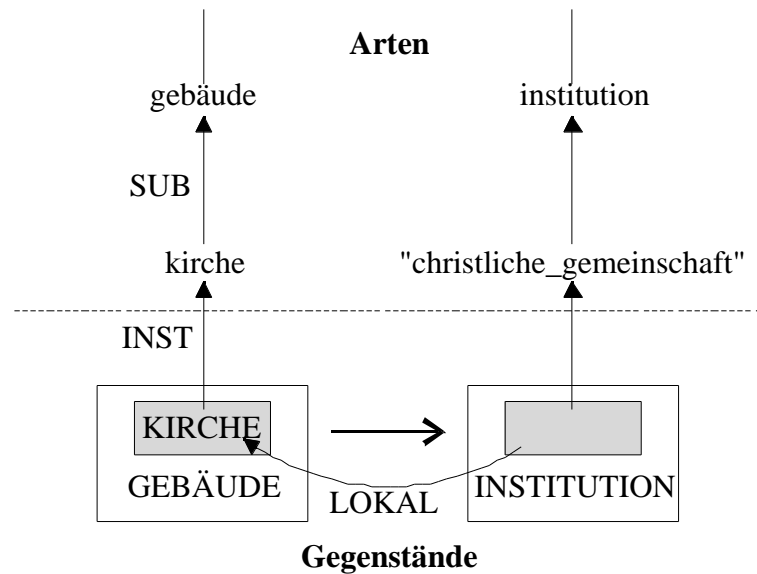 Arten
gebäude institution
SUB
kirche "christliche_gemeinschaft"
INST
KIRCHE
GEBÄUDE INSTITUTION
LOKAL
Gegenstände